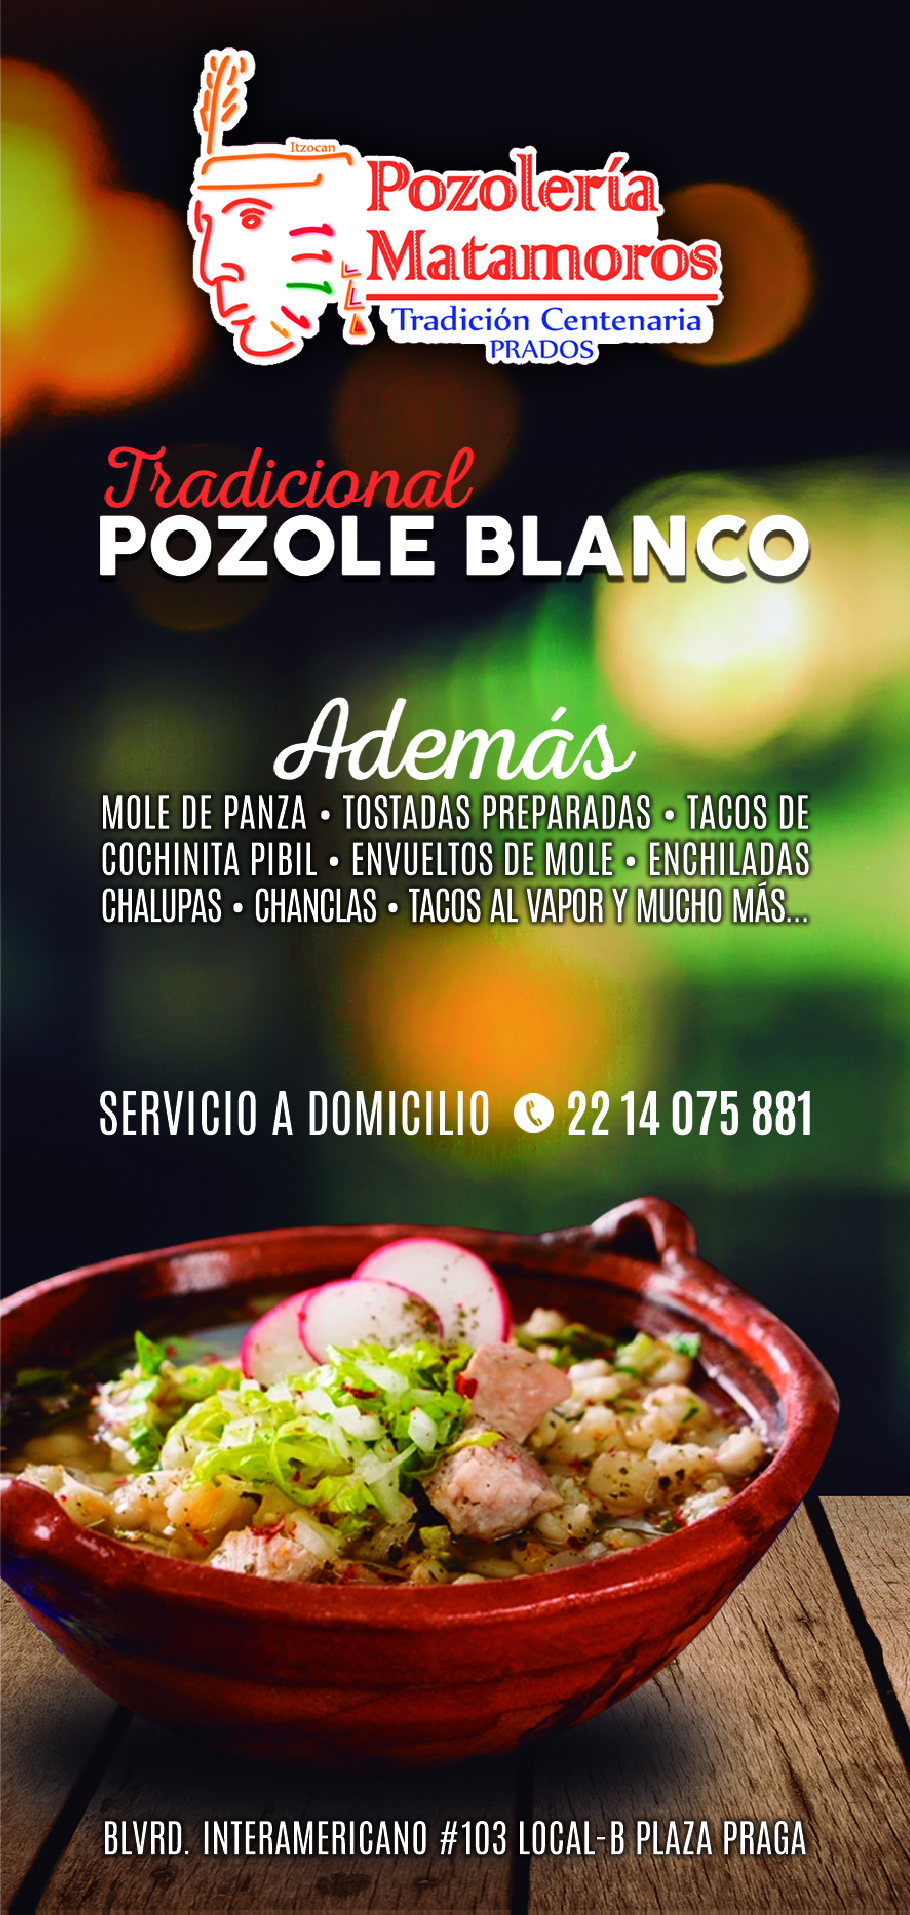 Itzocan
Pozolería
Matamoros
Tradición Centenaria
PRADOS
Tradicional
POZOLE BLANCO
Además
MOLE DE PANZA • TOSTADAS PREPARADAS • TACOS DE
COCHINITA PIBIL • ENVUELTOS DE MOLE • ENCHILADAS
CHALUPAS • CHANCLAS • TACOS AL VAPOR Y MUCHO MÁS...
SERVICIO A DOMICILIO 22 14 075 881
BLVRD. INTERAMERICANO #103 LOCAL-B PLAZA PRAGA